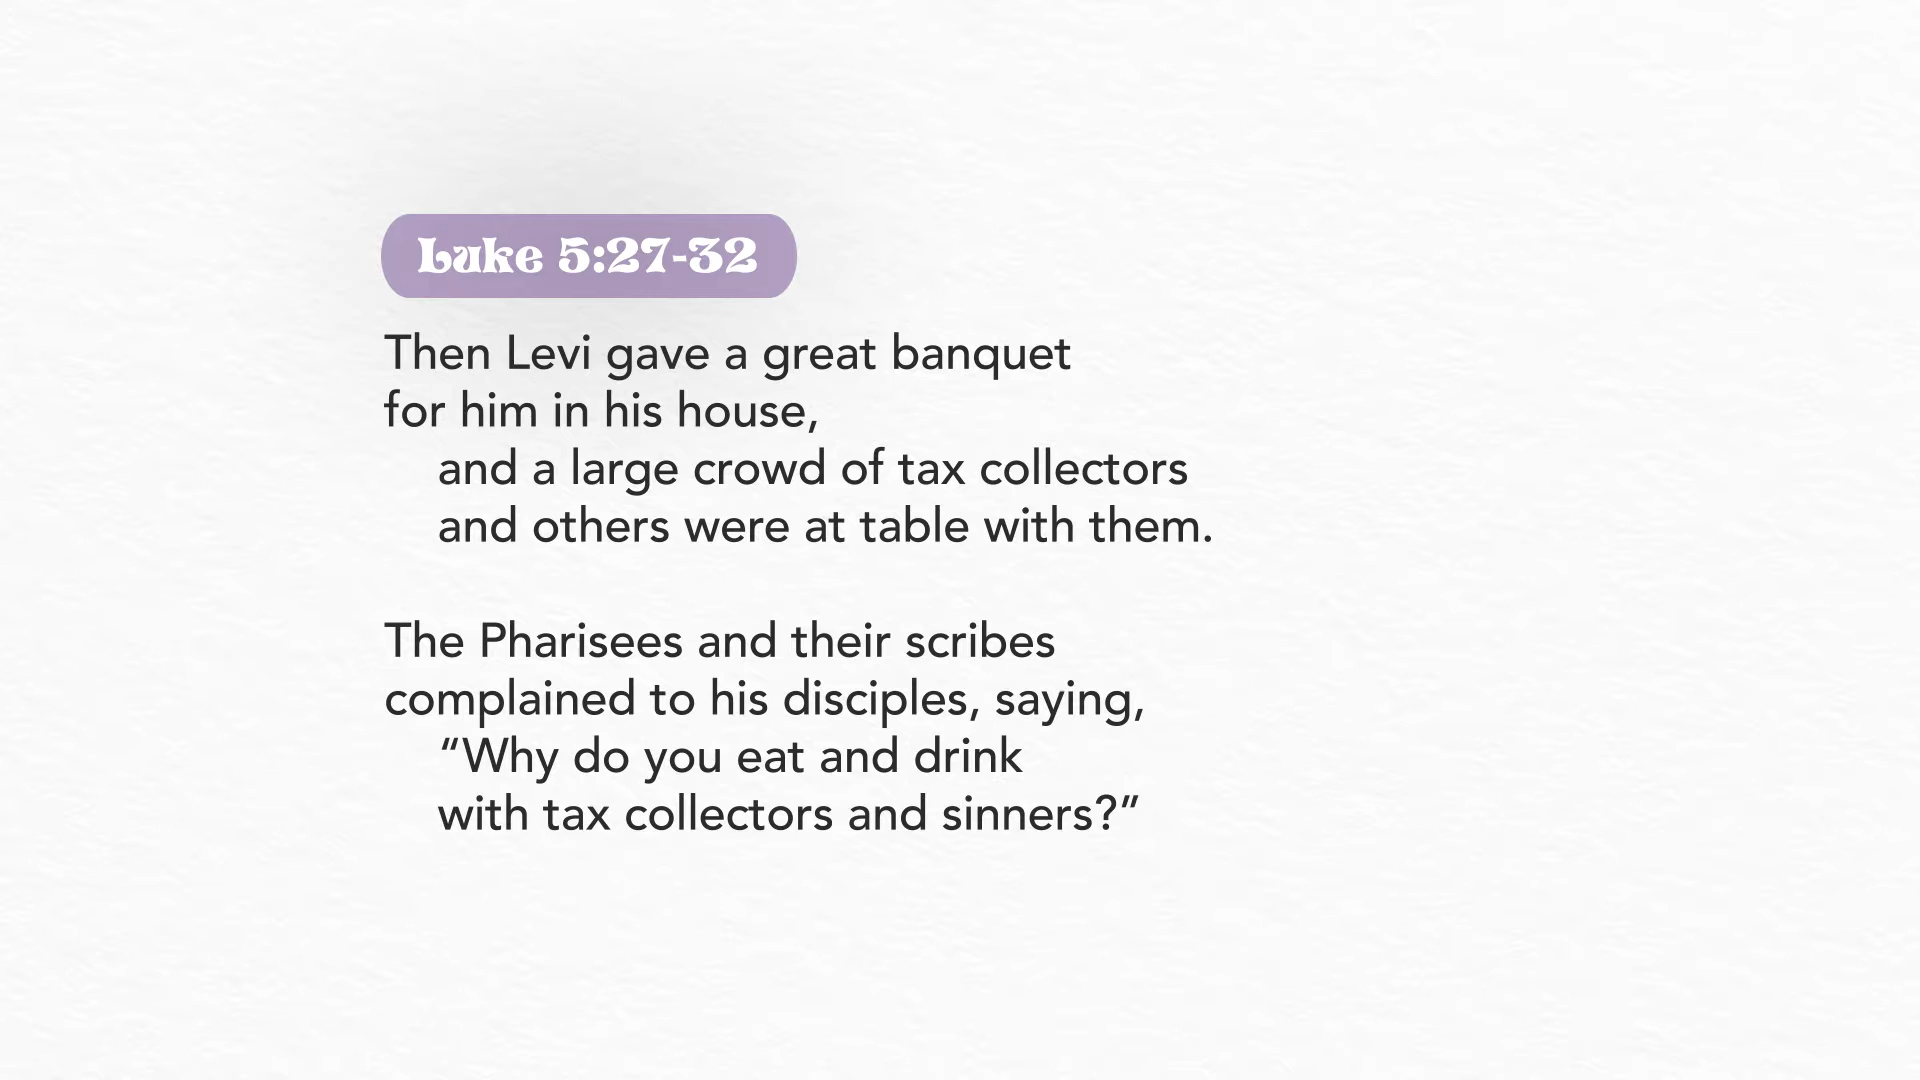 Luke 5:27-32
Then Levi gave a great banquet
for him in his house,
and a large crowd of tax collectors
and others were at table with them.
The Pharisees and their scribes
complained to his disciples, saying,
“Why do you eat and drink
with tax collectors and sinners?”